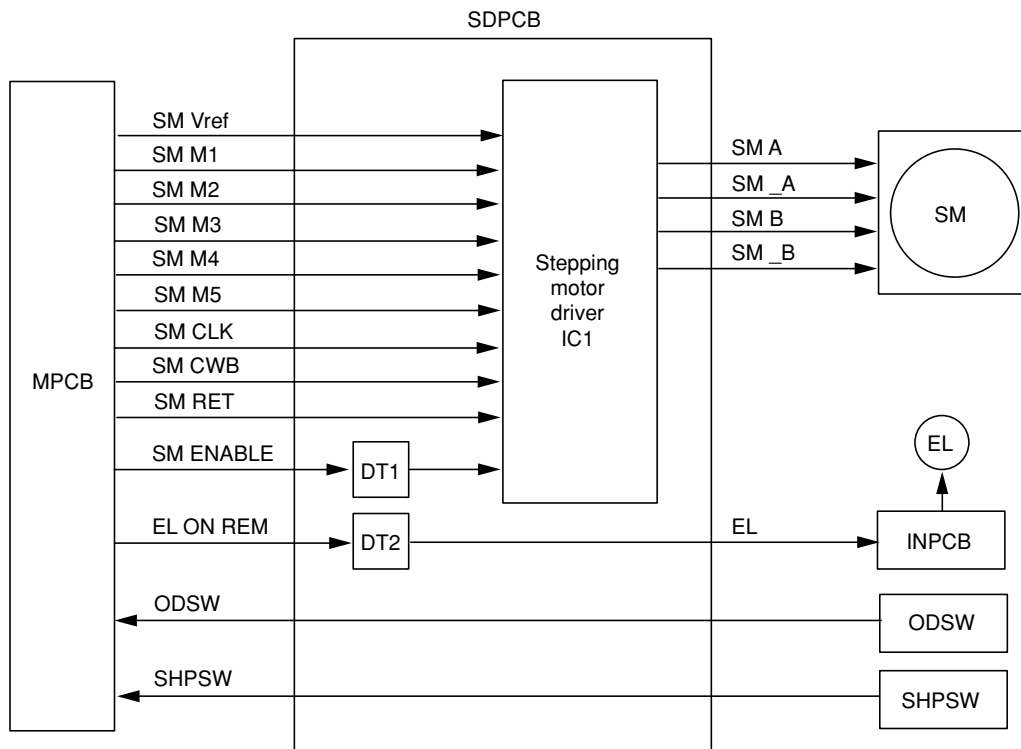 SDPCB
MPCB
SM Vref
SM M1
SM M2
SM M3
SM M4
SM M5
SM CLK
SM CWB
SM RET
SM ENABLE
DT1
EL ON REM
DT2
ODSW
SHPSW
Stepping
motor
driver
IC1
SM A
SM _A
SM B
SM _B
SM
EL
EL
INPCB
ODSW
SHPSW